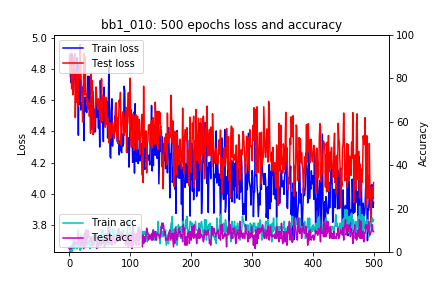 bb1_010: 500 epochs loss and accuracy
5.0
4.8
4.6
4.4
4.2
4.0
3.8
Loss
Train loss
Test loss
Train acc
Test acc
100
80
60
40
20
0
Accuracy
0
100
200
300
400
500